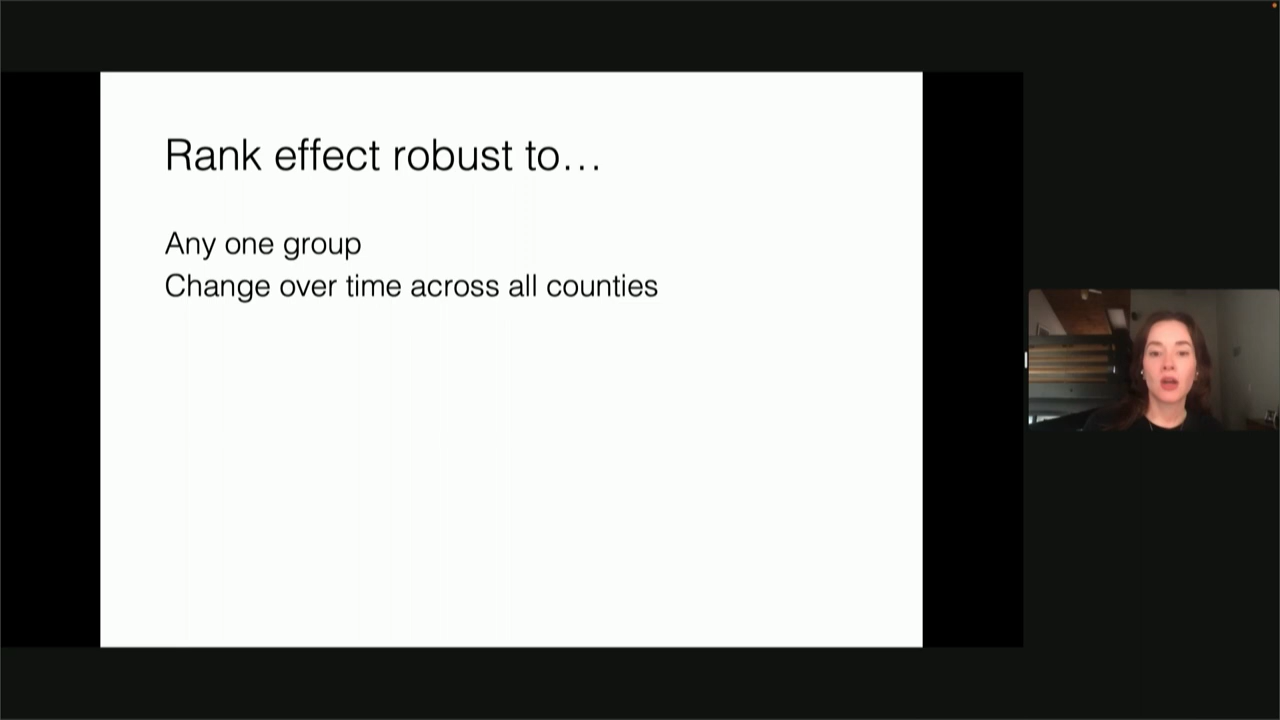 Rank effect robust to…
Any one group
Change over time across all counties